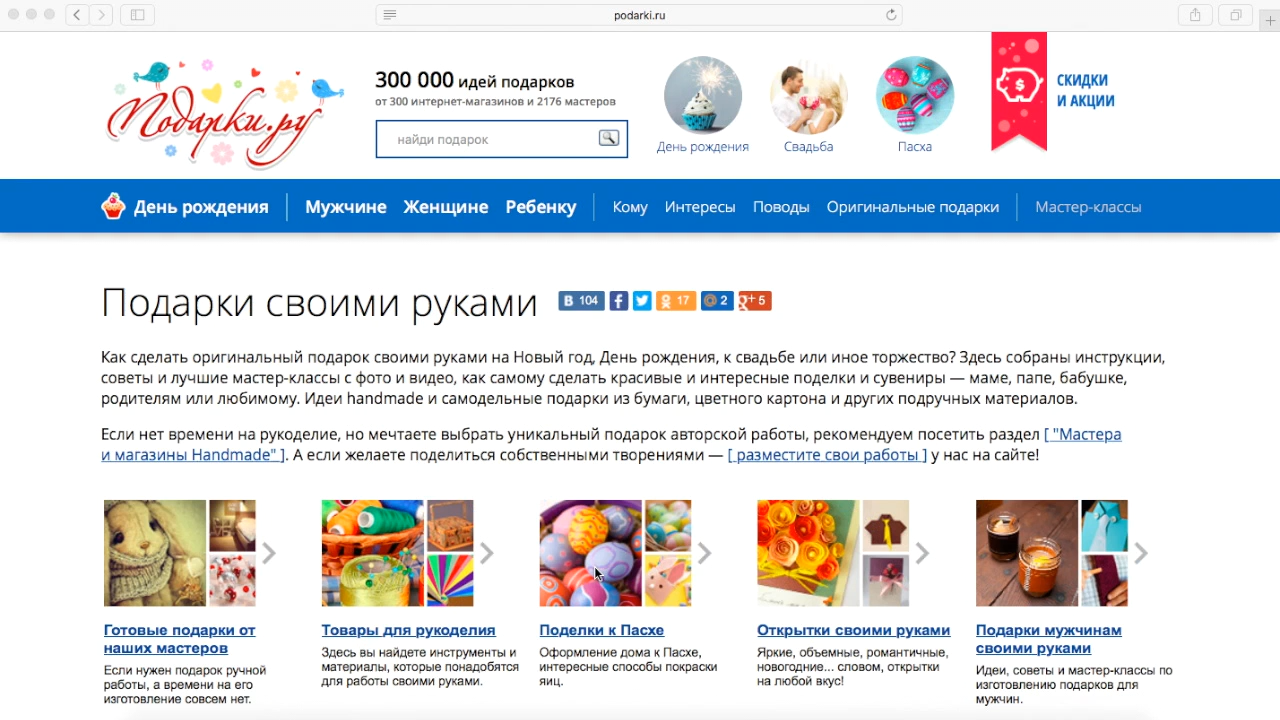 podarki.ru
Подарки.ру
300 000 идей подарков
от 300 интернет-магазинов и 2176 мастеров
найди подарок
День рождения
Свадьба
Пасха
СКИДКИ
И АКЦИИ
День рождения Мужчине Женщине Ребенку Кому Интересы Поводы Оригинальные подарки Мастер-классы
Подарки своими руками
104 17 2 5
Как сделать оригинальный подарок своими руками на Новый год, День рождения, к свадьбе или иное торжество? Здесь собраны инструкции,
советы и лучшие мастер-классы с фото и видео, как самому сделать красивые и интересные поделки и сувениры — маме, папе, бабушке,
родителям или любимому. Идеи handmade и самодельные подарки из бумаги, цветного картона и других подручных материалов.
Если нет времени на рукоделие, но мечтаете выбрать уникальный подарок авторской работы, рекомендуем посетить раздел [ "Мастера
и магазины Handmade" ]. А если желаете поделиться собственными творениями — [ разместите свои работы ] у нас на сайте!
Готовые подарки от
наших мастеров
Если нужен подарок ручной
работы, а времени на его
изготовление совсем нет.
Товары для рукоделия
Здесь вы найдете инструменты и
материалы, которые понадобятся
для работы своими руками.
Поделки к Пасхе
Оформление дома к Пасхе,
интересные способы покраски
яиц.
Открытки своими руками
Яркие, объемные, романтичные,
новогодние... словом, открытки
на любой вкус!
Подарки мужчинам
своими руками
Идеи, советы и мастер-классы по
изготовлению подарков для
мужчин.